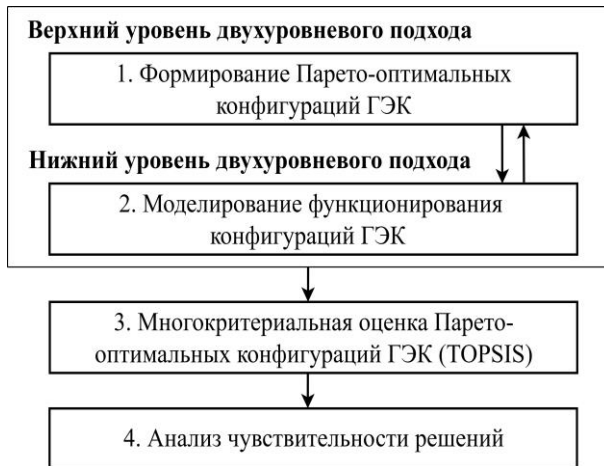 Верхний уровень двухуровневого подхода
1. Формирование Парето-оптимальных
конфигураций ГЭК
Нижний уровень двухуровневого подхода
2. Моделирование функционирования
конфигураций ГЭК
3. Многокритериальная оценка Парето-
оптимальных конфигураций ГЭК (TOPSIS)
4. Анализ чувствительности решений